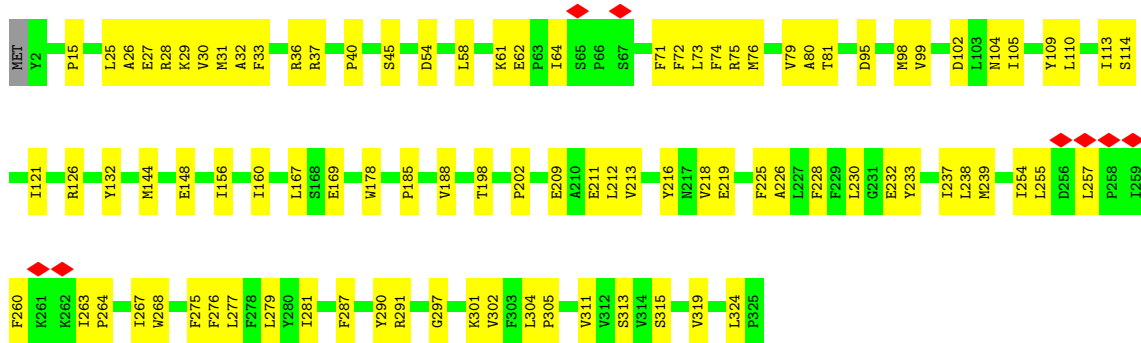 MET Y2 P15 L25 A26 E27 R28 K29 V30 M31 A32 F33 R36 R37 P40 S45 D54 L58 K61 E62 P63 I64 S65 P66 S67 F71 F72 L73 F74 R75 M76 V79 A80 T81 D95 M98 V99 D102 L103 N104 I105 Y109 L110 I113 S114
I121 R126 Y132 M144 E148 I156 I160 L167 S168 E169 W178 P185 V188 T198 P202 E209 A210 E211 L212 V213 Y216 N217 V218 E219 F225 A226 L227 F228 F229 L230 G231 E232 Y233 I237 L238 M239 I254 L255 D256 L257 P258 I259
F260 K261 K262 I263 P264 I267 W268 F275 F276 L277 F278 L279 Y280 I281 F287 Y290 R291 G297 K301 V302 F303 L304 P305 V311 V312 S313 V314 S315 V319 L324 P325